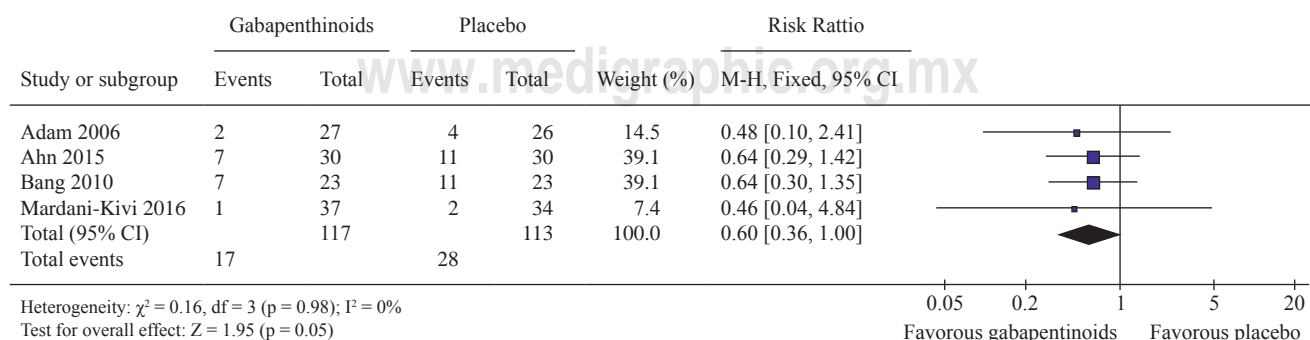 Gabapenthinoids Placebo Risk Rattio
www.medigraphic.org.mx
Study or subgroup Events Total Events Total Weight (%) M-H, Fixed, 95% CI
Adam 2006 2 27 4 26 14.5 0.48 [0.10, 2.41]
Ahn 2015 7 30 11 30 39.1 0.64 [0.29, 1.42]
Bang 2010 7 23 11 23 39.1 0.64 [0.30, 1.35]
Mardani-Kivi 2016 1 37 2 34 7.4 0.46 [0.04, 4.84]
Total (95% CI) 117 113 100.0 0.60 [0.36, 1.00]
Total events 17 28
Heterogeneity: χ² = 0.16, df = 3 (p = 0.98); I² = 0%
Test for overall effect: Z = 1.95 (p = 0.05)
0.05 0.2 1 5 20
Favorous gabapentinoids Favorous placebo